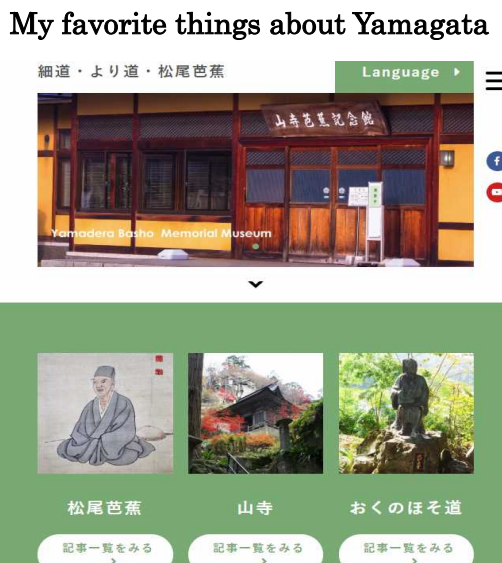 My favorite things about Yamagata
細道・より道・松尾芭蕉
Language
山寺芭蕉記念館
Yamadera Basho Memorial Museum
松尾芭蕉
山寺
おくのほそ道
記事一覧をみる
記事一覧をみる
記事一覧をみる